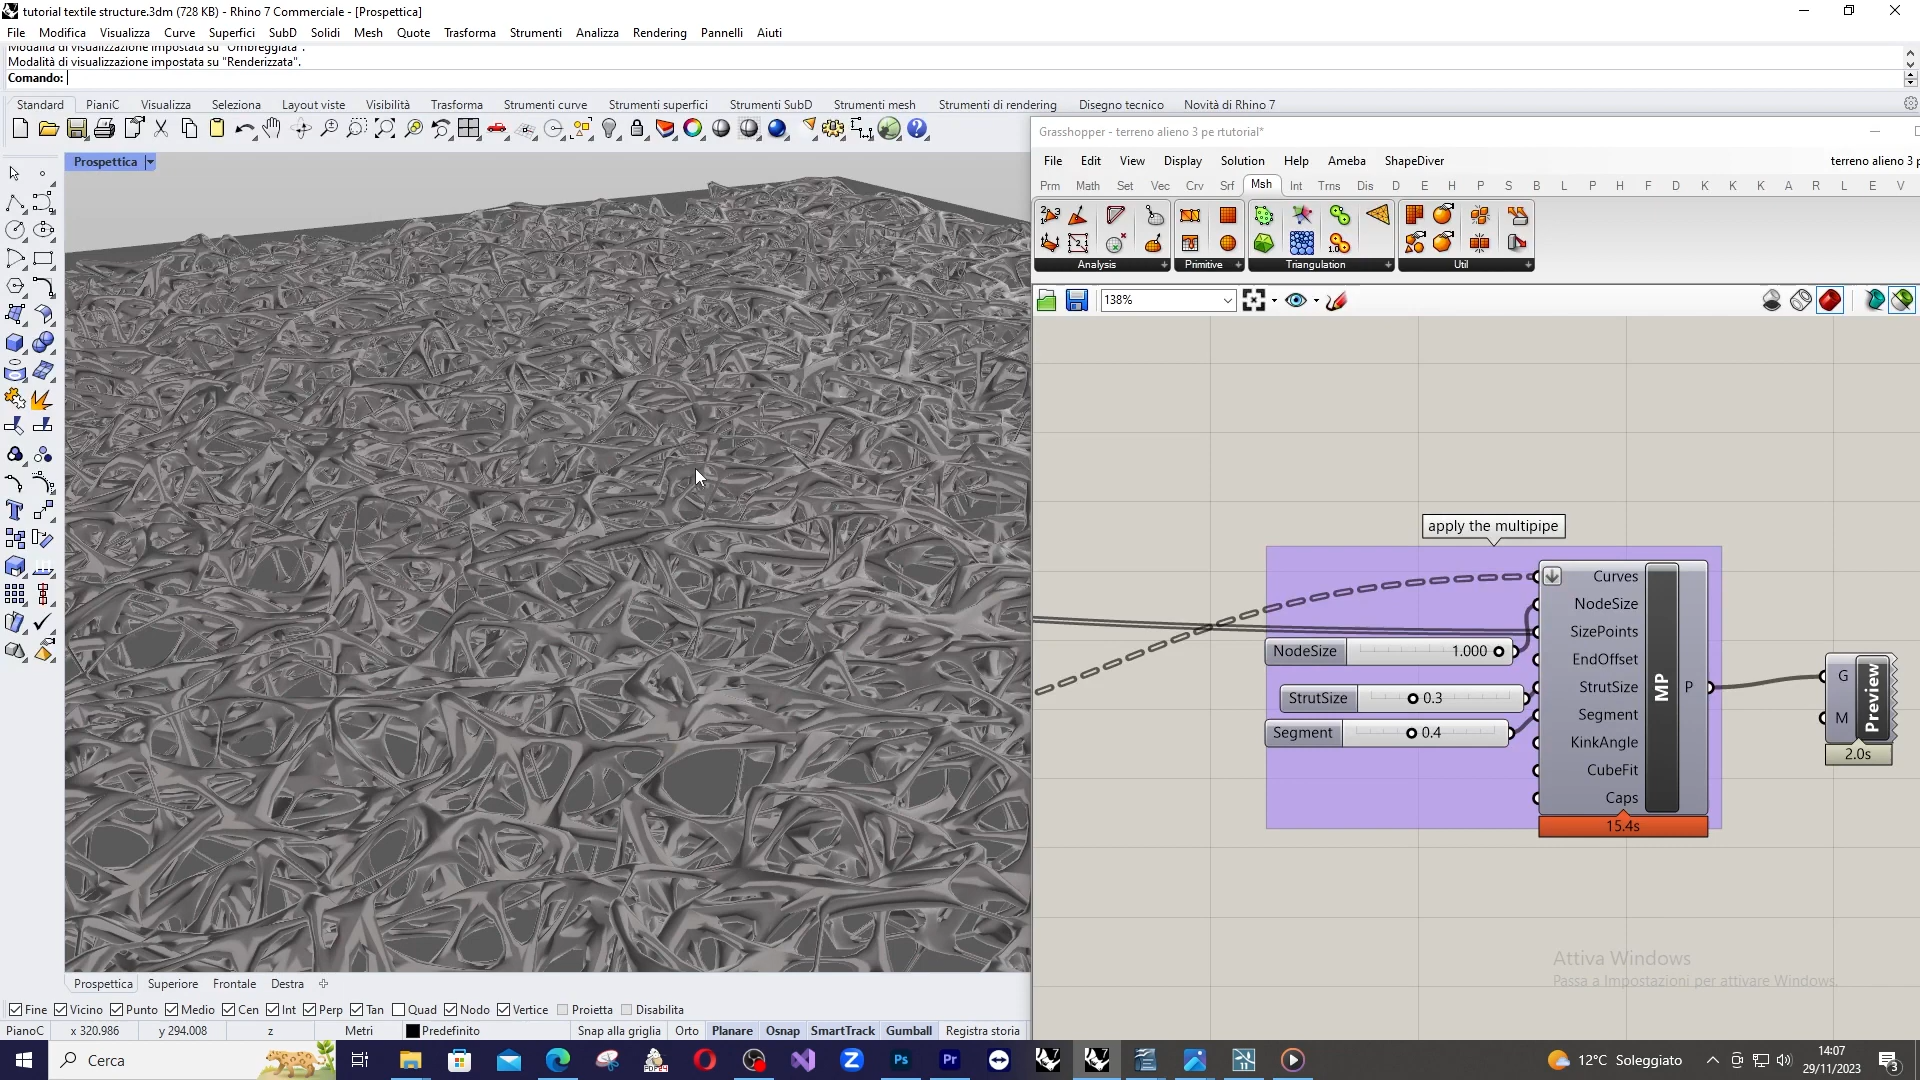 tutorial textile structure.3dm (728 KB) - Rhino 7 Commerciale - [Prospettica]
File Modifica Visualizza Curve Superfici SubD Solidi Mesh Quote Trasforma Strumenti Analizza Rendering Pannelli Aiuti
Modalità di visualizzazione impostata su "Ombreggiata".
Modalità di visualizzazione impostata su "Renderizzata".
Comando:
Standard PianiC Visualizza Seleziona Layout viste Visibilità Trasforma Strumenti curve Strumenti superfici Strumenti SubD Strumenti mesh Strumenti di rendering Disegno tecnico Novità di Rhino 7
Prospettica
Grasshopper - terreno alieno 3 pe rtutorial*
File Edit View Display Solution Help Ameba ShapeDiver terreno alieno 3 p
Prm Math Set Vec Crv Srf Msh Int Trns Dis D E H P S B L P H F D K K K A R L E V
Analysis Primitive Triangulation Util
138%
apply the multipipe
Curves
NodeSize
SizePoints
EndOffset
StrutSize
Segment
KinkAngle
CubeFit
Caps
MP
P
15.4s
NodeSize 1.000
StrutSize 0.3
Segment 0.4
G
M
Preview
2.0s
Attiva Windows
Passa a Impostazioni per attivare Windows.
Prospettica Superiore Frontale Destra
Fine Vicino Punto Medio Cen Int Perp Tan Quad Nodo Vertice Proietta Disabilita
PianoC x 320.986 y 294.008 z Metri Predefinito Snap alla griglia Orto Planare Osnap SmartTrack Gumball Registra storia
Cerca
12°C Soleggiato
14:07
29/11/2023
3